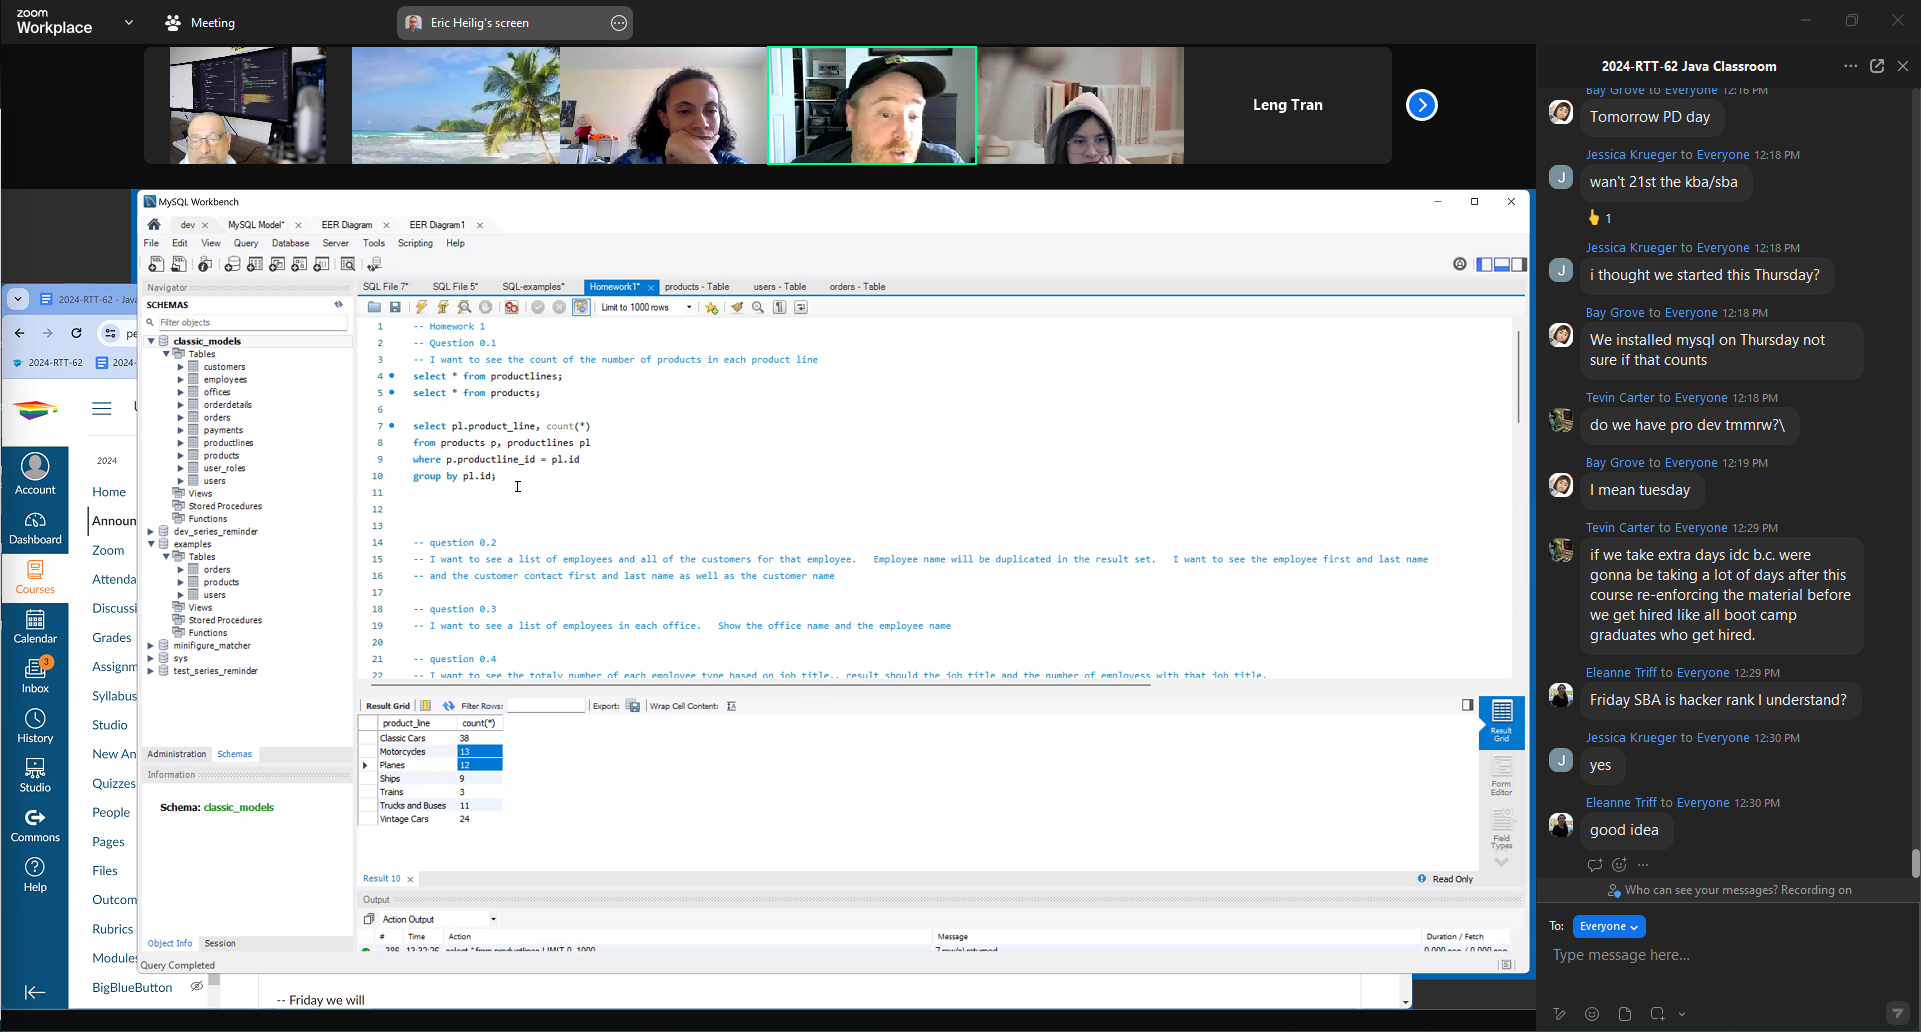 zoom
Workplace
Meeting
Eric Heilig's screen
Leng Tran
2024-RTT-62 Java Classroom
Bay Grove to Everyone 12:16 PM
Tomorrow PD day
Jessica Krueger to Everyone 12:18 PM
J
wan't 21st the kba/sba
1
Jessica Krueger to Everyone 12:18 PM
J
i thought we started this Thursday?
Bay Grove to Everyone 12:18 PM
We installed mysql on Thursday not
sure if that counts
Tevin Carter to Everyone 12:18 PM
do we have pro dev tmmrw?\
Bay Grove to Everyone 12:19 PM
I mean tuesday
Tevin Carter to Everyone 12:29 PM
if we take extra days idc b.c. were
gonna be taking a lot of days after this
course re-enforcing the material before
we get hired like all boot camp
graduates who get hired.
Eleanne Triff to Everyone 12:29 PM
Friday SBA is hacker rank I understand?
Jessica Krueger to Everyone 12:30 PM
J
yes
Eleanne Triff to Everyone 12:30 PM
good idea
Who can see your messages? Recording on
To: Everyone
Type message here...
MySQL Workbench
dev
MySQL Model*
EER Diagram
EER Diagram1
File Edit View Query Database Server Tools Scripting Help
Navigator
SCHEMAS
Filter objects
classic_models
Tables
customers
employees
offices
orderdetails
orders
payments
productlines
products
user_roles
users
Views
Stored Procedures
Functions
dev_series_reminder
examples
Tables
orders
products
users
Views
Stored Procedures
Functions
minifigure_matcher
sys
test_series_reminder
Administration Schemas
Information
Schema: classic_models
Object Info Session
Query Completed
SQL File 7* SQL File 5* SQL-examples* Homework1* products - Table users - Table orders - Table
Limit to 1000 rows
1 -- Homework 1
2 -- Question 0.1
3 -- I want to see the count of the number of products in each product line
4 select * from productlines;
5 select * from products;
6
7 select pl.product_line, count(*)
8 from products p, productlines pl
9 where p.productline_id = pl.id
10 group by pl.id;
11
12
13
14 -- question 0.2
15 -- I want to see a list of employees and all of the customers for that employee. Employee name will be duplicated in the result set. I want to see the employee first and last name
16 -- and the customer contact first and last name as well as the customer name
17
18 -- question 0.3
19 -- I want to see a list of employees in each office. Show the office name and the employee name
20
21 -- question 0.4
22 -- I want to see the totaly number of each employee type based on job title.. result should the job title and the number of employess with that job title.
Result Grid Filter Rows: Export: Wrap Cell Content:
product_line count(*)
Classic Cars 38
Motorcycles 13
Planes 12
Ships 9
Trains 3
Trucks and Buses 11
Vintage Cars 24
Result Grid
Form Editor
Field Types
Result 10
Read Only
Output
Action Output
# Time Action Message Duration / Fetch
386 13:32:26 select * from productlines LIMIT 0, 1000 7 row(s) returned 0.000 sec / 0.000 sec
2024-RTT-62 - Java
pe
2024-RTT-62
2024-
Account
Dashboard
Courses
Calendar
3
Inbox
History
Studio
Commons
Help
2024
Home
Announ
Zoom
Attenda
Discussi
Grades
Assignm
Syllabus
Studio
New An
Quizzes
People
Pages
Files
Outcom
Rubrics
Modules
BigBlueButton
-- Friday we will